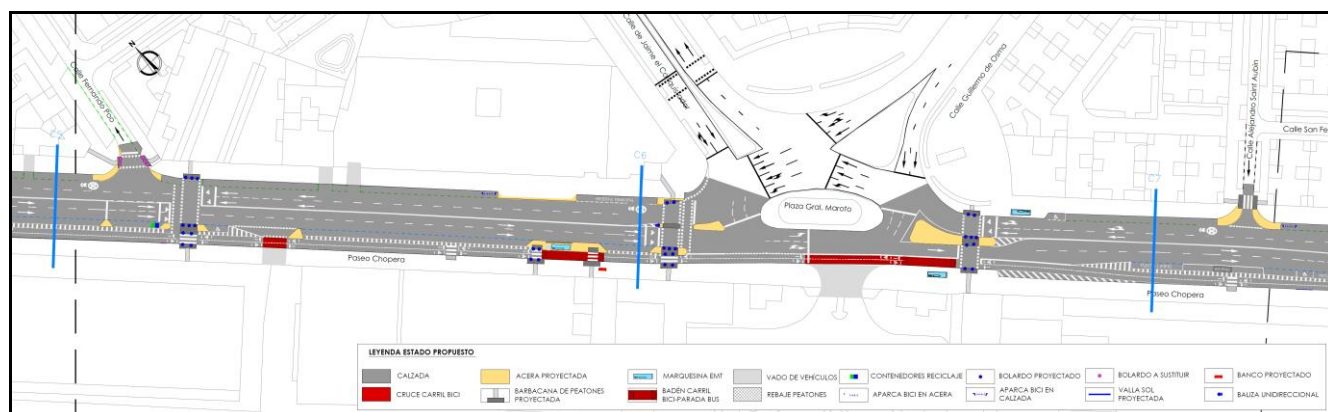 N
Calle Fernando Poo
Calle de Jaime el Conquistador
Calle Guillermo de Osma
Calle Alejandro Saint Aubin
Calle San Fe
C5
C6
C7
Plaza Gral. Maroto
Paseo Chopera
Paseo Chopera
LEYENDA ESTADO PROPUESTO
CALZADA
ACERA PROYECTADA
MARQUESINA EMT
VADO DE VEHÍCULOS
CONTENEDORES RECICLAJE
BOLARDO PROYECTADO
BOLARDO A SUSTITUIR
BANCO PROYECTADO
CRUCE CARRIL BICI
BARBACANA DE PEATONES
PROYECTADA
BADÉN CARRIL
BICI-PARADA BUS
REBAJE PEATONES
APARCA BICI EN ACERA
APARCA BICI EN
CALZADA
VALLA SOL
PROYECTADA
BALIZA UNIDIRECCIONAL